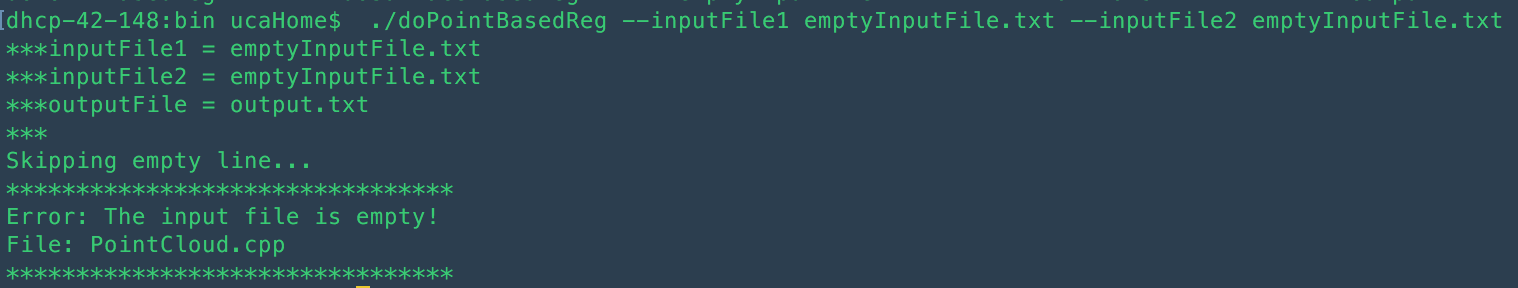 dhcp-42-148:bin ucaHome$  ./doPointBasedReg --inputFile1 emptyInputFile.txt --inputFile2 emptyInputFile.txt
***inputFile1 = emptyInputFile.txt
***inputFile2 = emptyInputFile.txt
***outputFile = output.txt
***
Skipping empty line...
********************************
Error: The input file is empty!
File: PointCloud.cpp
********************************